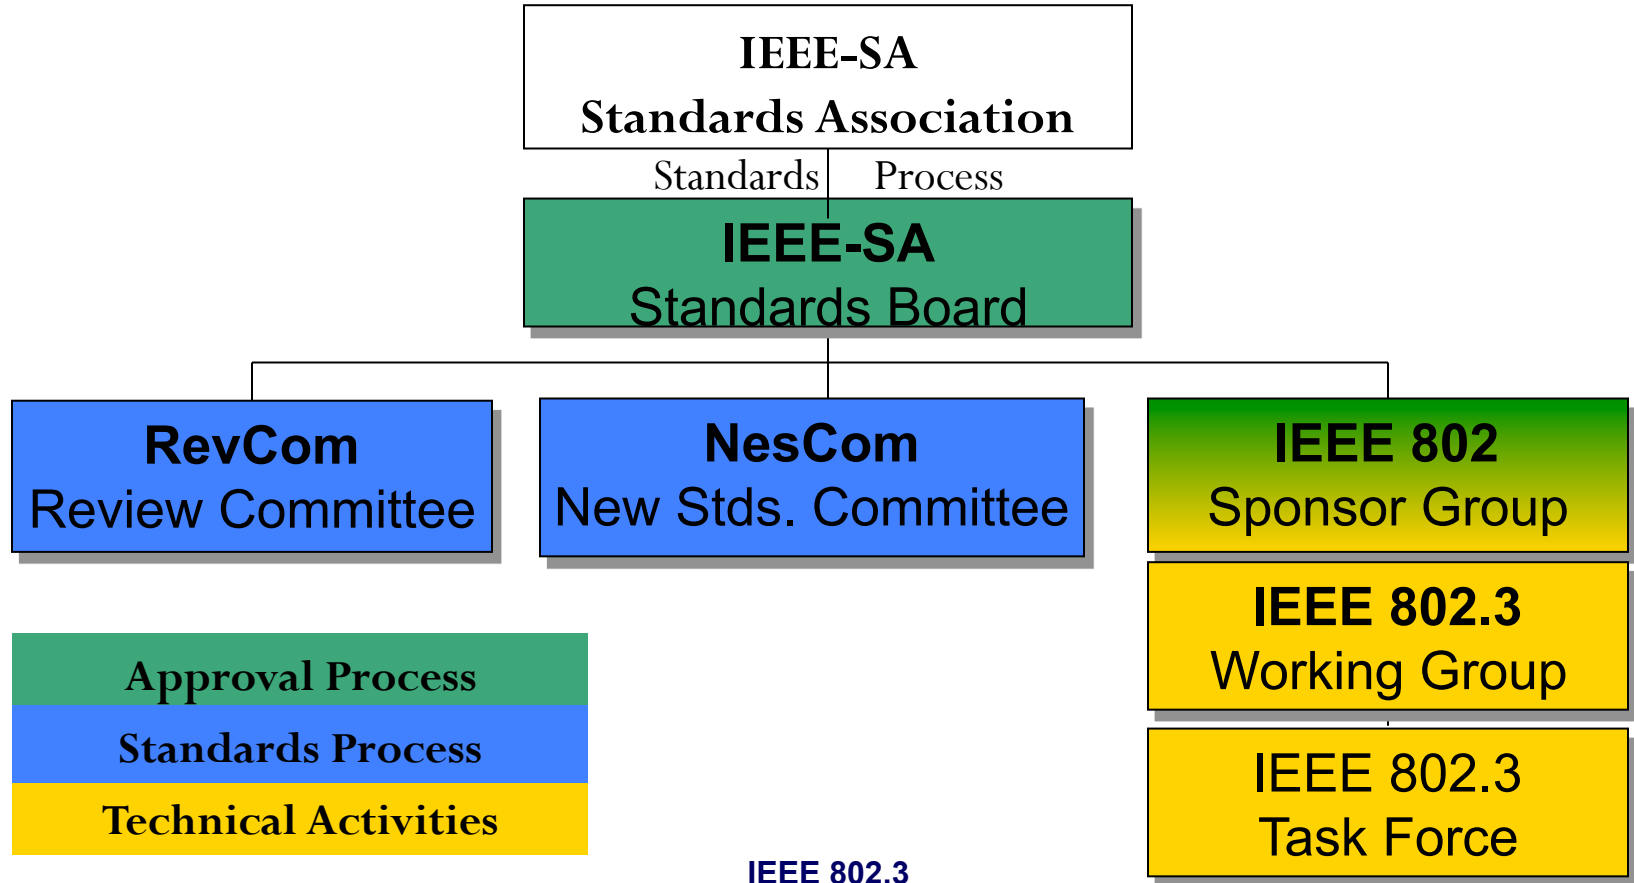 IEEE-SA
Standards Association
Standards Process
IEEE-SA
Standards Board
RevCom
Review Committee
NesCom
New Stds. Committee
IEEE 802
Sponsor Group
IEEE 802.3
Working Group
IEEE 802.3
Task Force
Approval Process
Standards Process
Technical Activities
IEEE 802.3